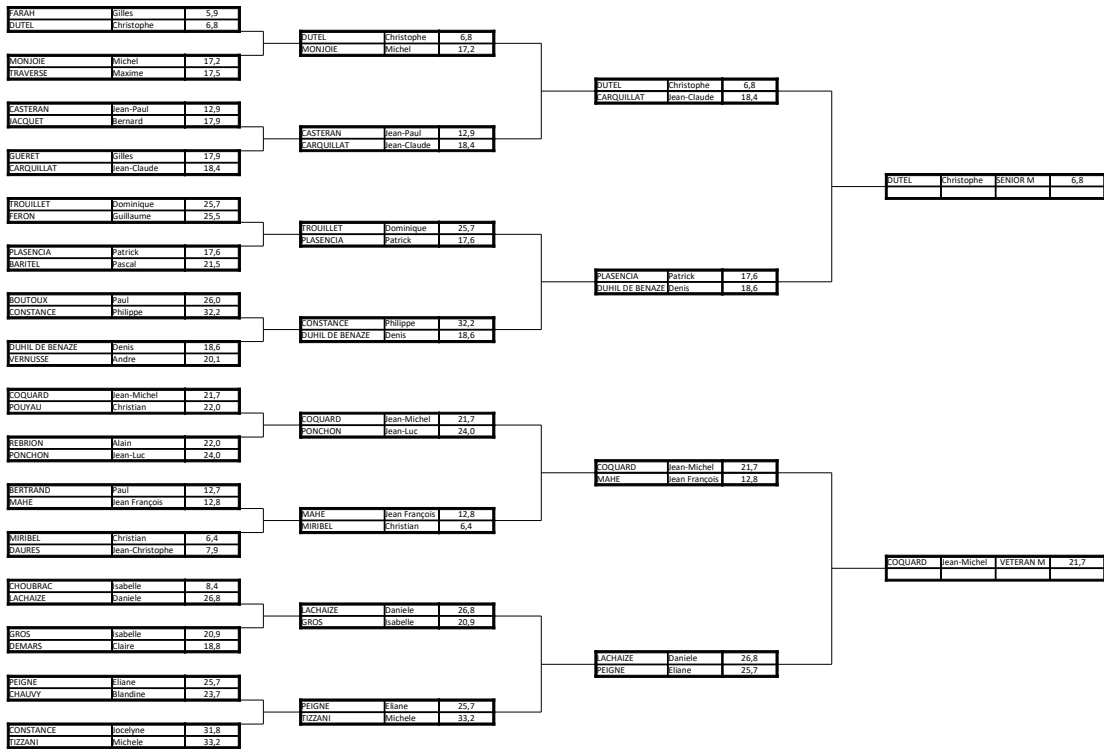 FARAH Gilles 5,9
DUTEL Christophe 6,8
MONJOIE Michel 17,2
TRAVERSE Maxime 17,5
CASTERAN Jean-Paul 12,9
JACQUET Bernard 17,9
GUERET Gilles 17,9
CARQUILLAT Jean-Claude 18,4
TROUILLET Dominique 25,7
FERON Guillaume 25,5
PLASENCIA Patrick 17,6
BARITEL Pascal 21,5
BOUTOUX Paul 26,0
CONSTANCE Philippe 32,2
DUHIL DE BENAZE Denis 18,6
VERNUSSE Andre 20,1
COQUARD Jean-Michel 21,7
POUYAU Christian 22,0
REBRION Alain 22,0
PONCHON Jean-Luc 24,0
BERTRAND Paul 12,7
MAHE Jean François 12,8
MIRIBEL Christian 6,4
DAURES Jean-Christophe 7,9
CHOUBRAC Isabelle 8,4
LACHAIZE Daniele 26,8
GROS Isabelle 20,9
DEMARS Claire 18,8
PEIGNE Eliane 25,7
CHAUVY Blandine 23,7
CONSTANCE Jocelyne 31,8
TIZZANI Michele 33,2
DUTEL Christophe 6,8
MONJOIE Michel 17,2
CASTERAN Jean-Paul 12,9
CARQUILLAT Jean-Claude 18,4
TROUILLET Dominique 25,7
PLASENCIA Patrick 17,6
CONSTANCE Philippe 32,2
DUHIL DE BENAZE Denis 18,6
COQUARD Jean-Michel 21,7
PONCHON Jean-Luc 24,0
MAHE Jean François 12,8
MIRIBEL Christian 6,4
LACHAIZE Daniele 26,8
GROS Isabelle 20,9
PEIGNE Eliane 25,7
TIZZANI Michele 33,2
DUTEL Christophe 6,8
CARQUILLAT Jean-Claude 18,4
PLASENCIA Patrick 17,6
DUHIL DE BENAZE Denis 18,6
COQUARD Jean-Michel 21,7
MAHE Jean François 12,8
LACHAIZE Daniele 26,8
PEIGNE Eliane 25,7
DUTEL Christophe SENIOR M 6,8
COQUARD Jean-Michel VETERAN M 21,7